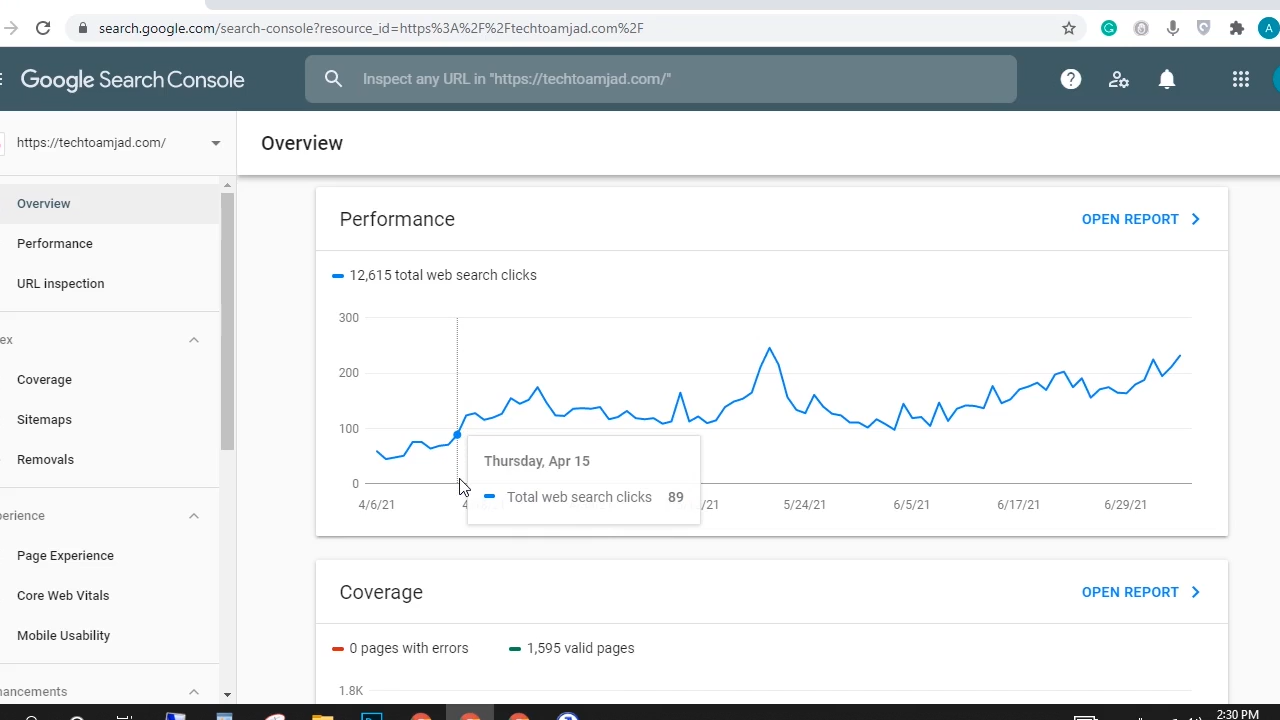 search.google.com/search-console?resource_id=https%3A%2F%2Ftechtoamjad.com%2F
A
Google Search Console
Inspect any URL in "https://techtoamjad.com/"
https://techtoamjad.com/
Overview
Overview
Performance
URL inspection
ex
Coverage
Sitemaps
Removals
perience
Page Experience
Core Web Vitals
Mobile Usability
nancements
Performance
OPEN REPORT
12,615 total web search clicks
300
200
100
0
Thursday, Apr 15
Total web search clicks 89
4/6/21
5/24/21
6/5/21
6/17/21
6/29/21
Coverage
OPEN REPORT
0 pages with errors
1,595 valid pages
1.8K
2:30 PM